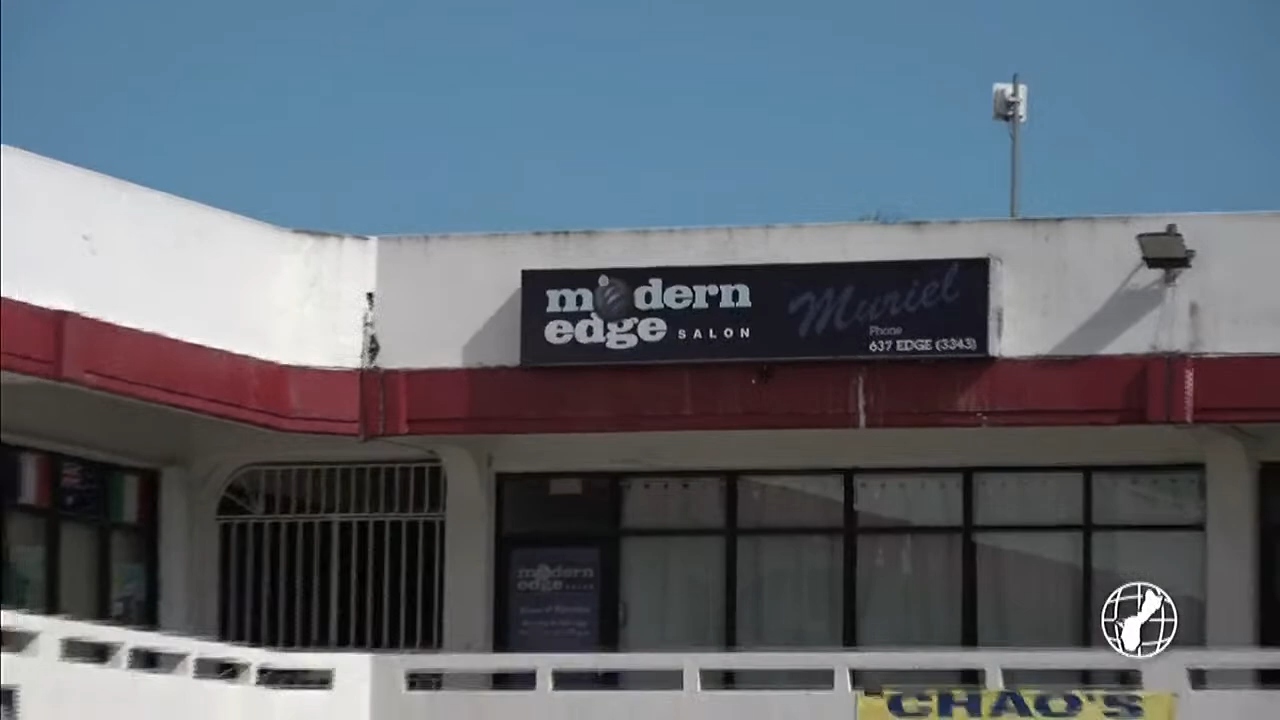 modern
edge SALON
Muriel
Phone
637 EDGE (3343)
modern
edge
CHAO'S